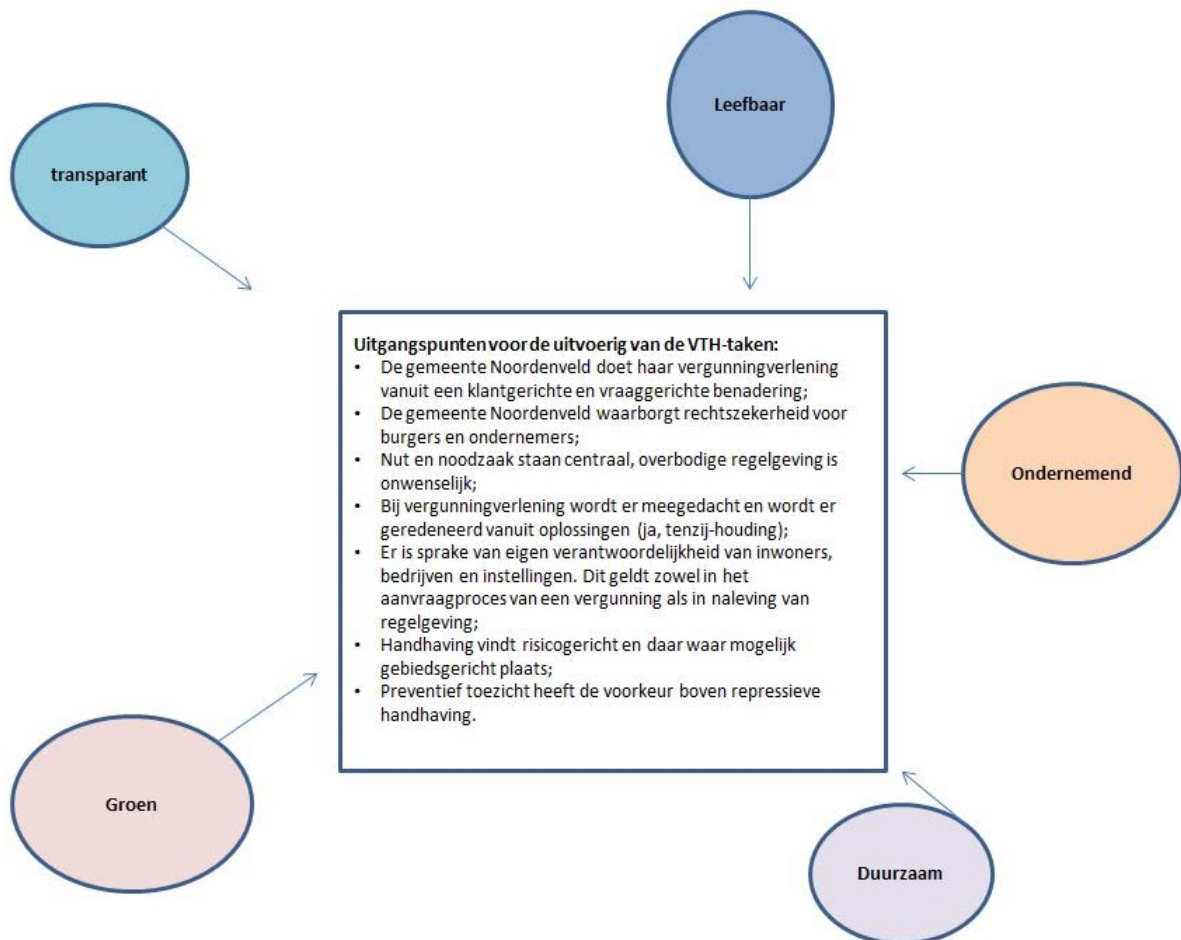 Leefbaar
transparant
Uitgangspunten voor de uitvoerig van de VTH-taken:
• De gemeente Noordenveld doet haar vergunningverlening
vanuit een klantgerichte en vraaggerichte benadering;
• De gemeente Noordenveld waarborgt rechtszekerheid voor
burgers en ondernemers;
• Nut en noodzaak staan centraal, overbodige regelgeving is
onwenselijk;
• Bij vergunningverlening wordt er meegedacht en wordt er
geredeneerd vanuit oplossingen (ja, tenzij-houding);
• Er is sprake van eigen verantwoordelijkheid van inwoners,
bedrijven en instellingen. Dit geldt zowel in het
aanvraagproces van een vergunning als in naleving van
regelgeving;
• Handhaving vindt risicogericht en daar waar mogelijk
gebiedsgericht plaats;
• Preventief toezicht heeft de voorkeur boven repressieve
handhaving.
Ondernemend
Groen
Duurzaam